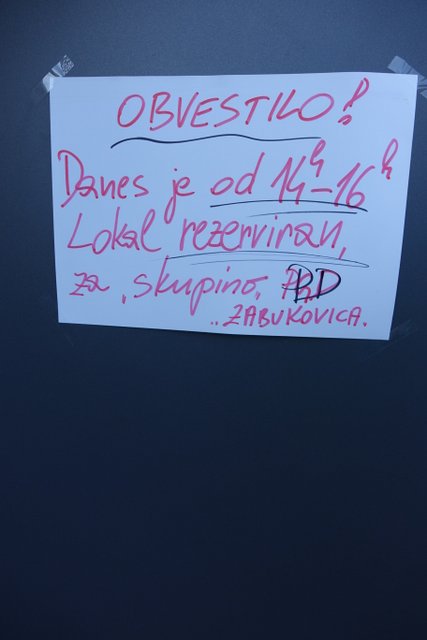 OBVESTILO!
Danes je od 14h-16h
Lokal rezerviran,
za ,skupino, PD
..ZABUKOVICA.